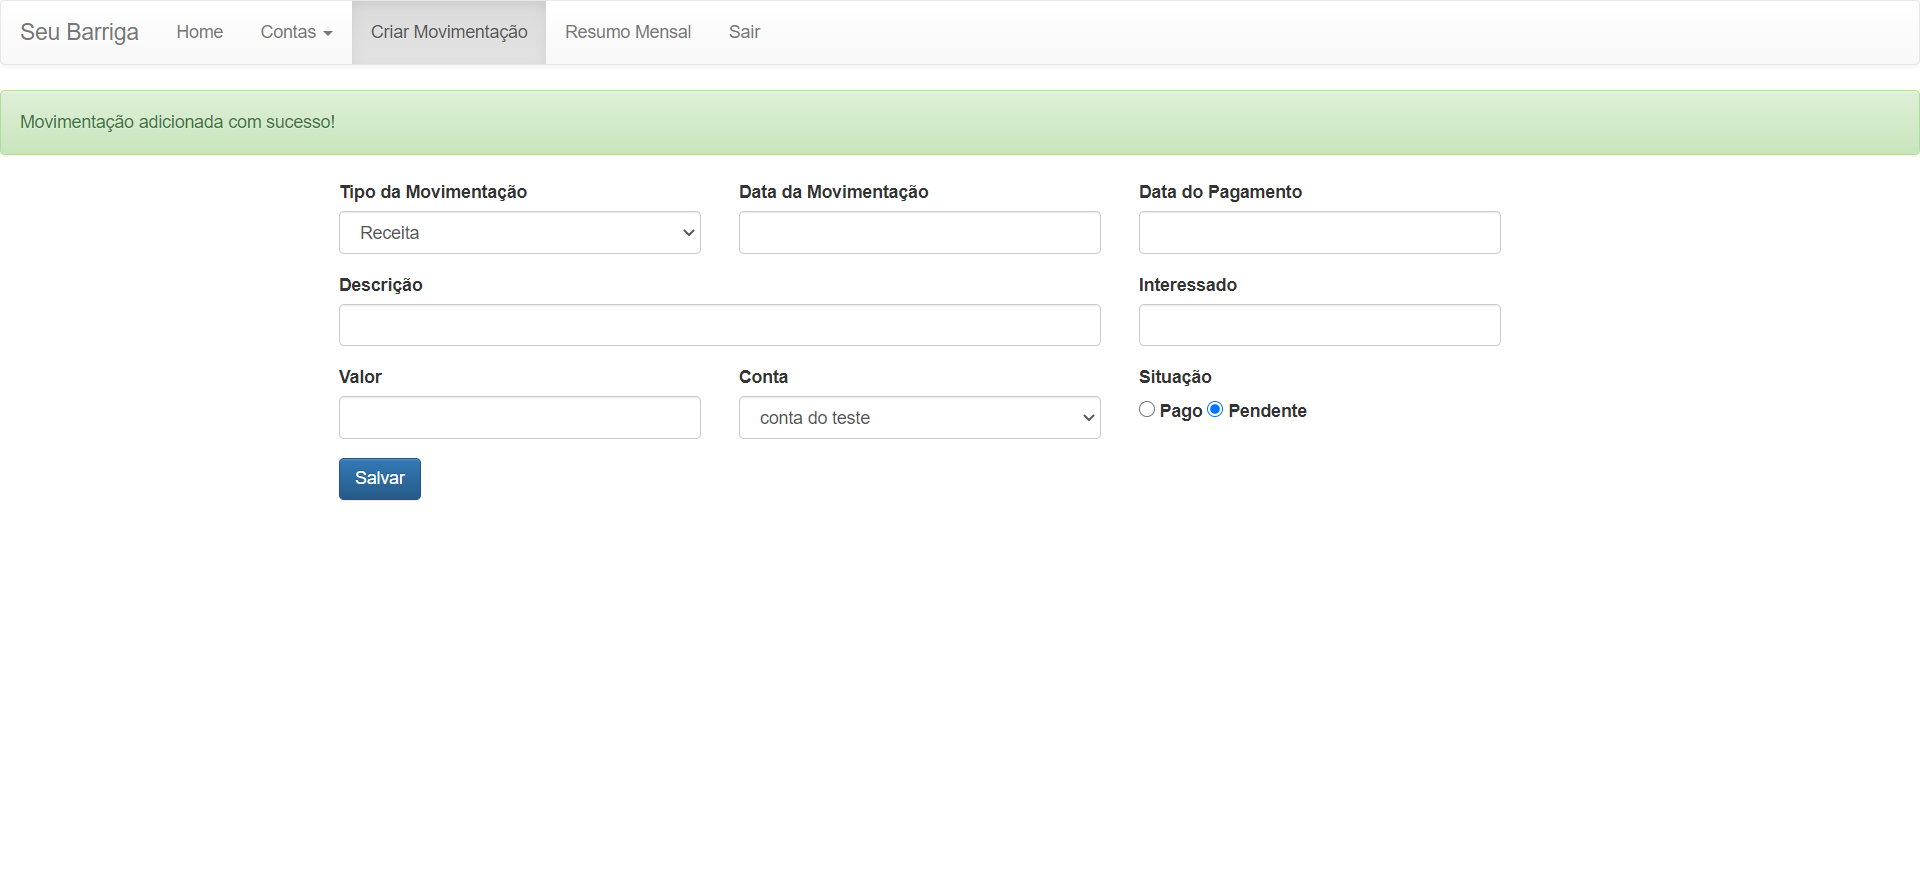 Seu Barriga Home Contas Criar Movimentação Resumo Mensal Sair
Movimentação adicionada com sucesso!
Tipo da Movimentação Data da Movimentação Data do Pagamento
Receita
Descrição Interessado
Valor Conta Situação
conta do teste Pago Pendente
Salvar